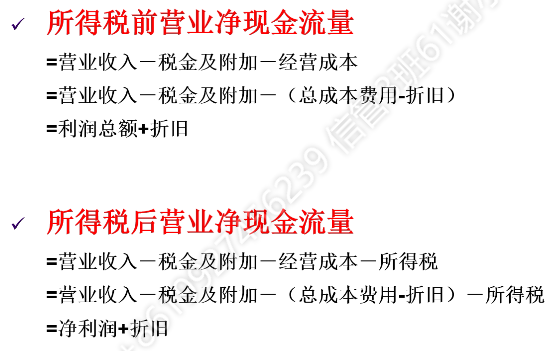 ✓ 所得税前营业净现金流量
=营业收入－税金及附加－经营成本
=营业收入－税金及附加－（总成本费用-折旧）
=利润总额+折旧
✓ 所得税后营业净现金流量
=营业收入－税金及附加－经营成本－所得税
=营业收入－税金及附加－（总成本费用-折旧）－所得税
=净利润+折旧